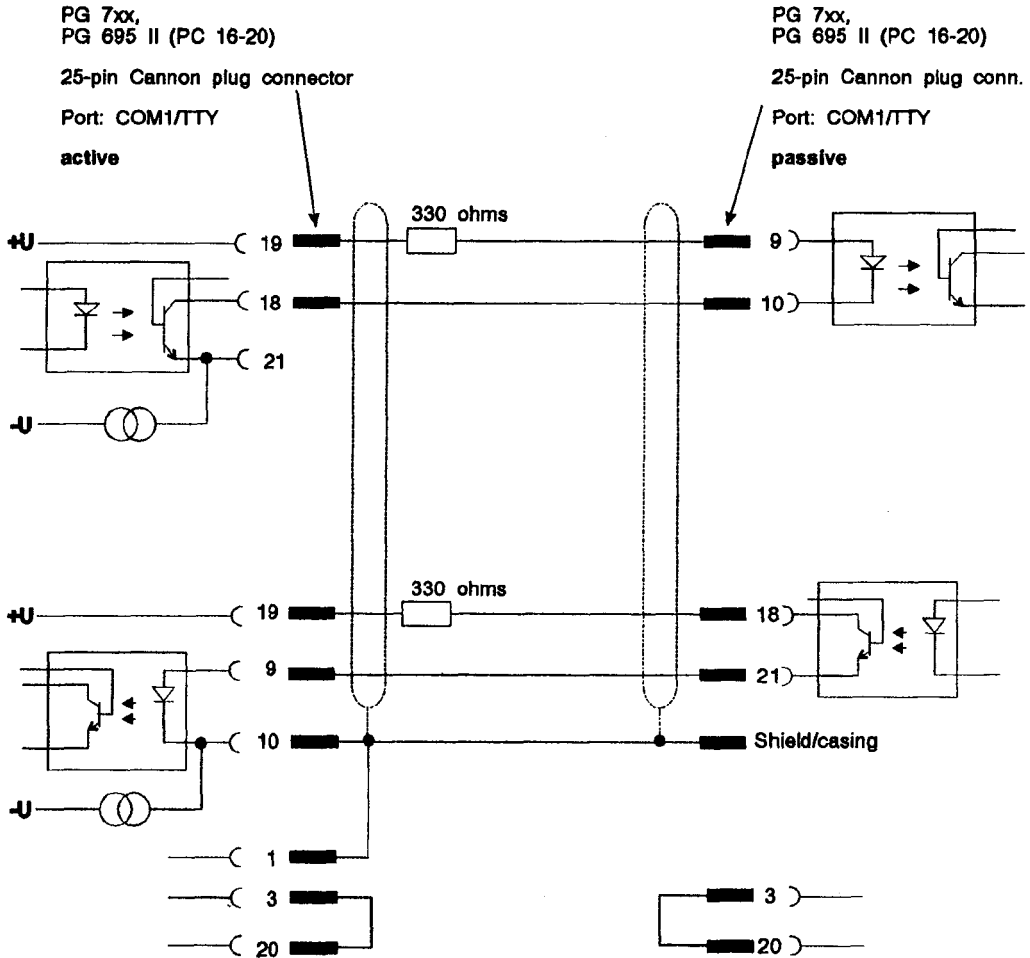 PG 7xx,
PG 695 II (PC 16-20)
25-pin Cannon plug connector
Port: COM1/TTY
active
PG 7xx,
PG 695 II (PC 16-20)
25-pin Cannon plug conn.
Port: COM1/TTY
passive
330 ohms
+U
19
9
18
10
21
-U
330 ohms
+U
19
18
9
21
10
Shield/casing
-U
1
3
3
20
20